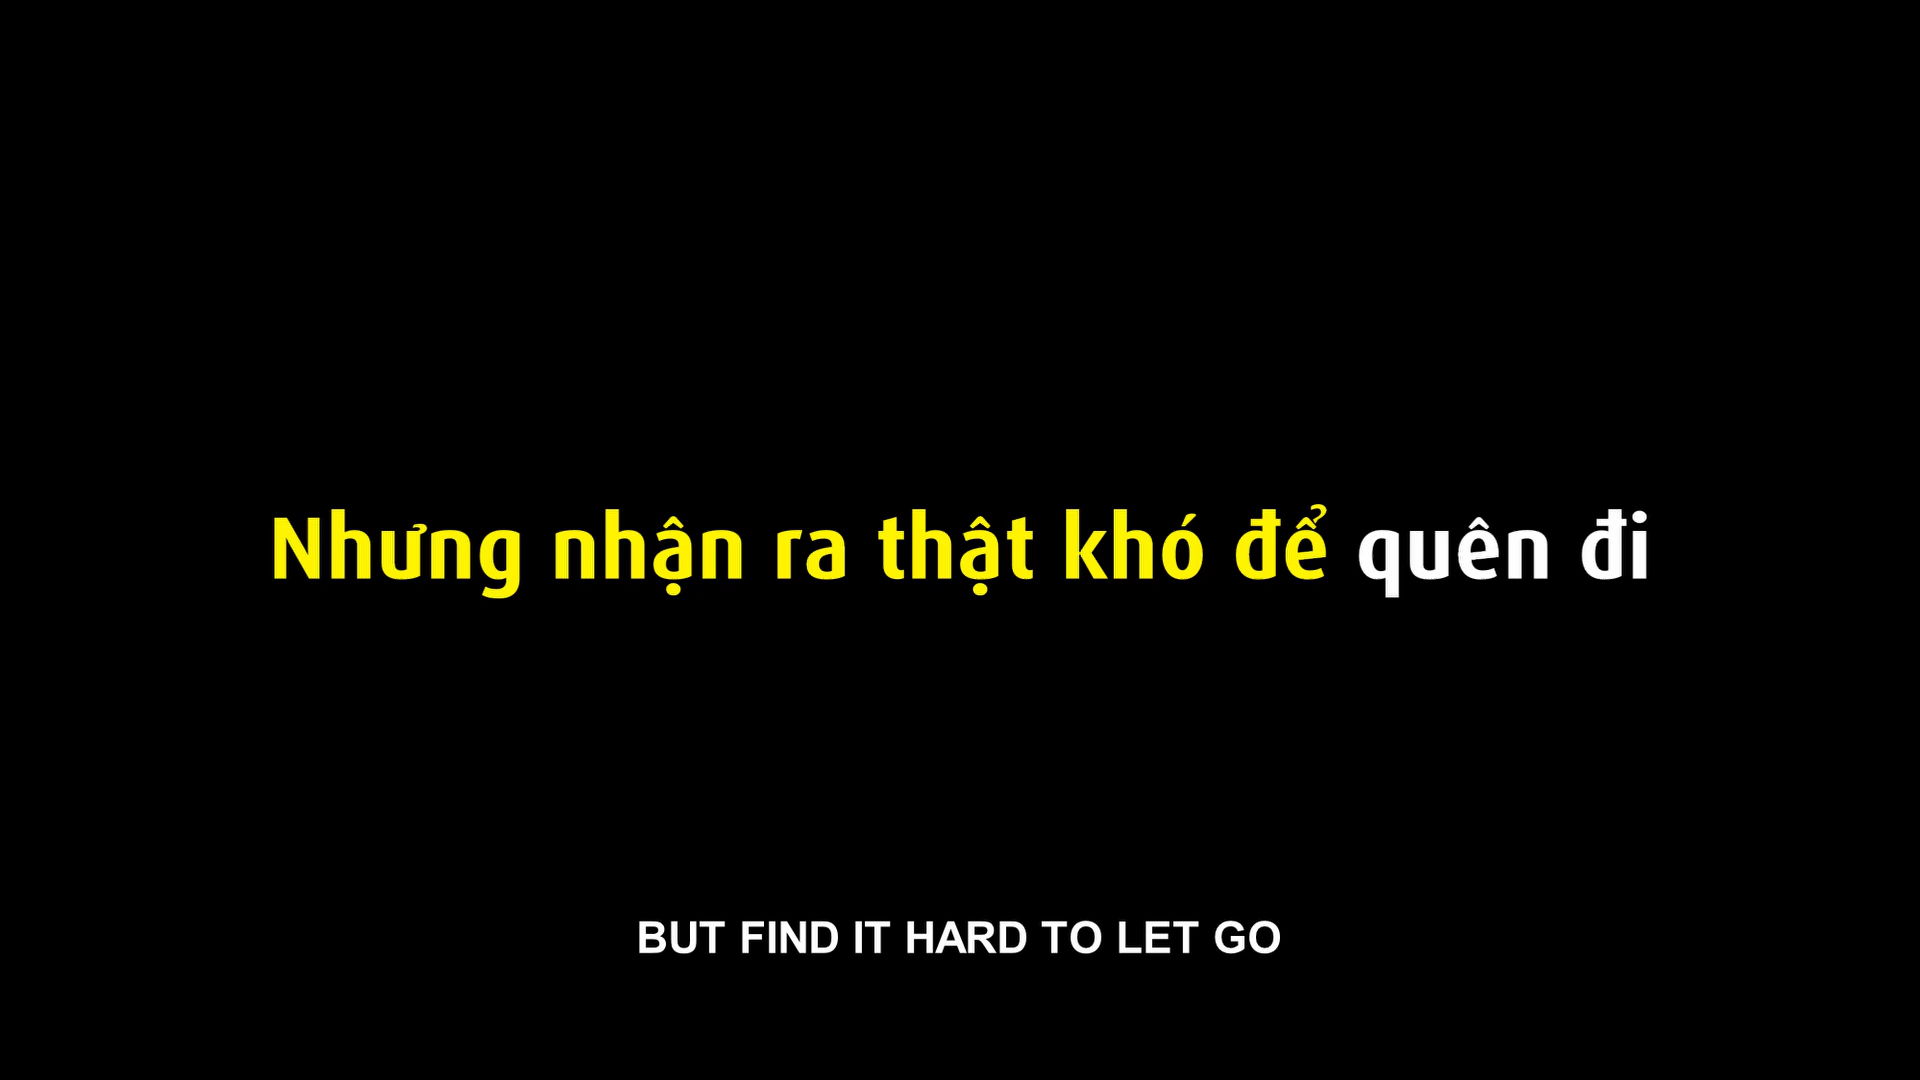 Nhưng nhận ra thật khó để quên đi
BUT FIND IT HARD TO LET GO